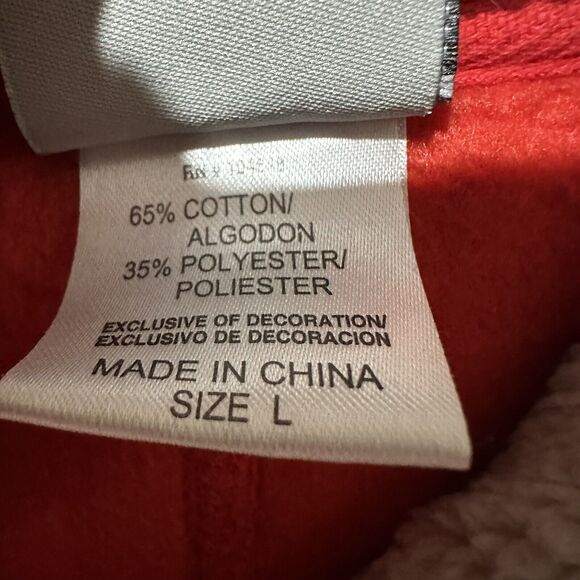 65% COTTON/
ALGODON
35% POLYESTER/
POLIESTER
EXCLUSIVE OF DECORATION/
EXCLUSIVO DE DECORACION
MADE IN CHINA
SIZE L